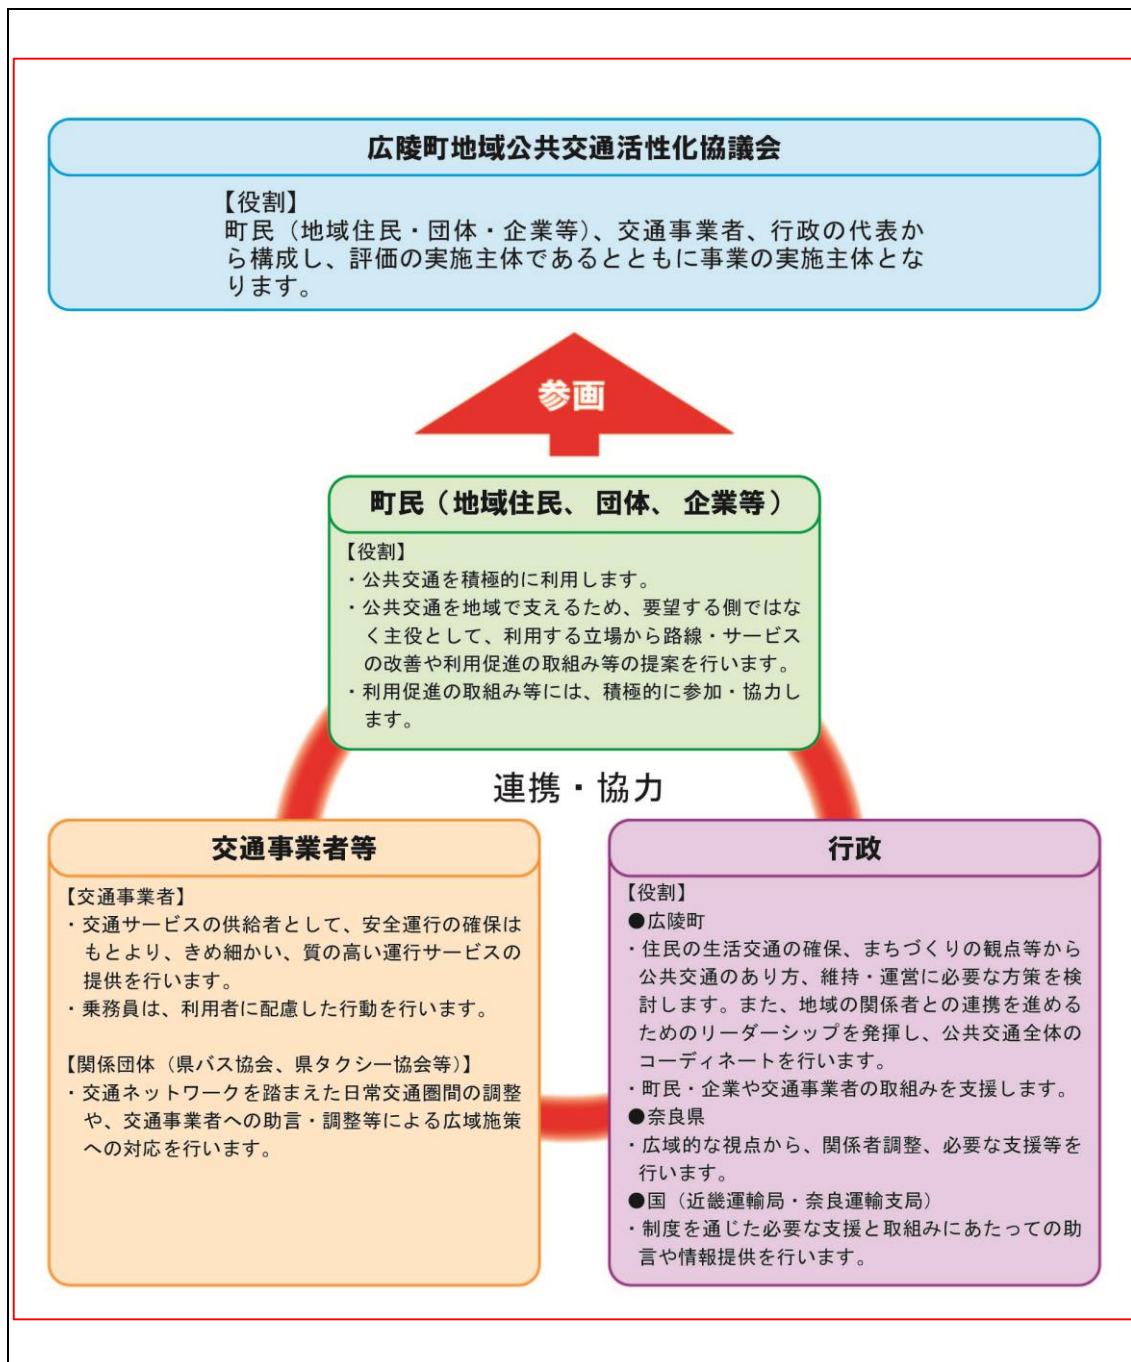 広陵町地域公共交通活性化協議会
【役割】
町民（地域住民・団体・企業等）、交通事業者、行政の代表か
ら構成し、評価の実施主体であるとともに事業の実施主体とな
ります。
参画
町民（地域住民、団体、企業等）
【役割】
・公共交通を積極的に利用します。
・公共交通を地域で支えるため、要望する側ではな
く主役として、利用する立場から路線・サービス
の改善や利用促進の取組み等の提案を行います。
・利用促進の取組み等には、積極的に参加・協力し
ます。
連携・協力
交通事業者等
【交通事業者】
・交通サービスの供給者として、安全運行の確保は
もとより、きめ細かい、質の高い運行サービスの
提供を行います。
・乗務員は、利用者に配慮した行動を行います。
【関係団体（県バス協会、県タクシー協会等）】
・交通ネットワークを踏まえた日常交通圏間の調整
や、交通事業者への助言・調整等による広域施策
への対応を行います。
行政
【役割】
●広陵町
・住民の生活交通の確保、まちづくりの観点等から
公共交通のあり方、維持・運営に必要な方策を検
討します。また、地域の関係者との連携を進める
ためのリーダーシップを発揮し、公共交通全体の
コーディネートを行います。
・町民・企業や交通事業者の取組みを支援します。
●奈良県
・広域的な視点から、関係者調整、必要な支援等を
行います。
●国（近畿運輸局・奈良運輸支局）
・制度を通じた必要な支援と取組みにあたっての助
言や情報提供を行います。